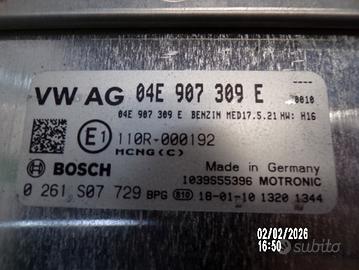 VW AG 04E 907 309 E
0010
04E 907 309 E BENZIN MED17.5.21 HW: H16
E1 110R-000192
MCNG(C)
Made in Germany
BOSCH
1039S55396 MOTRONIC
0 261 S07 729 BPG 810 18-01-10 1320 1344
02/02/2026
16:50
subito